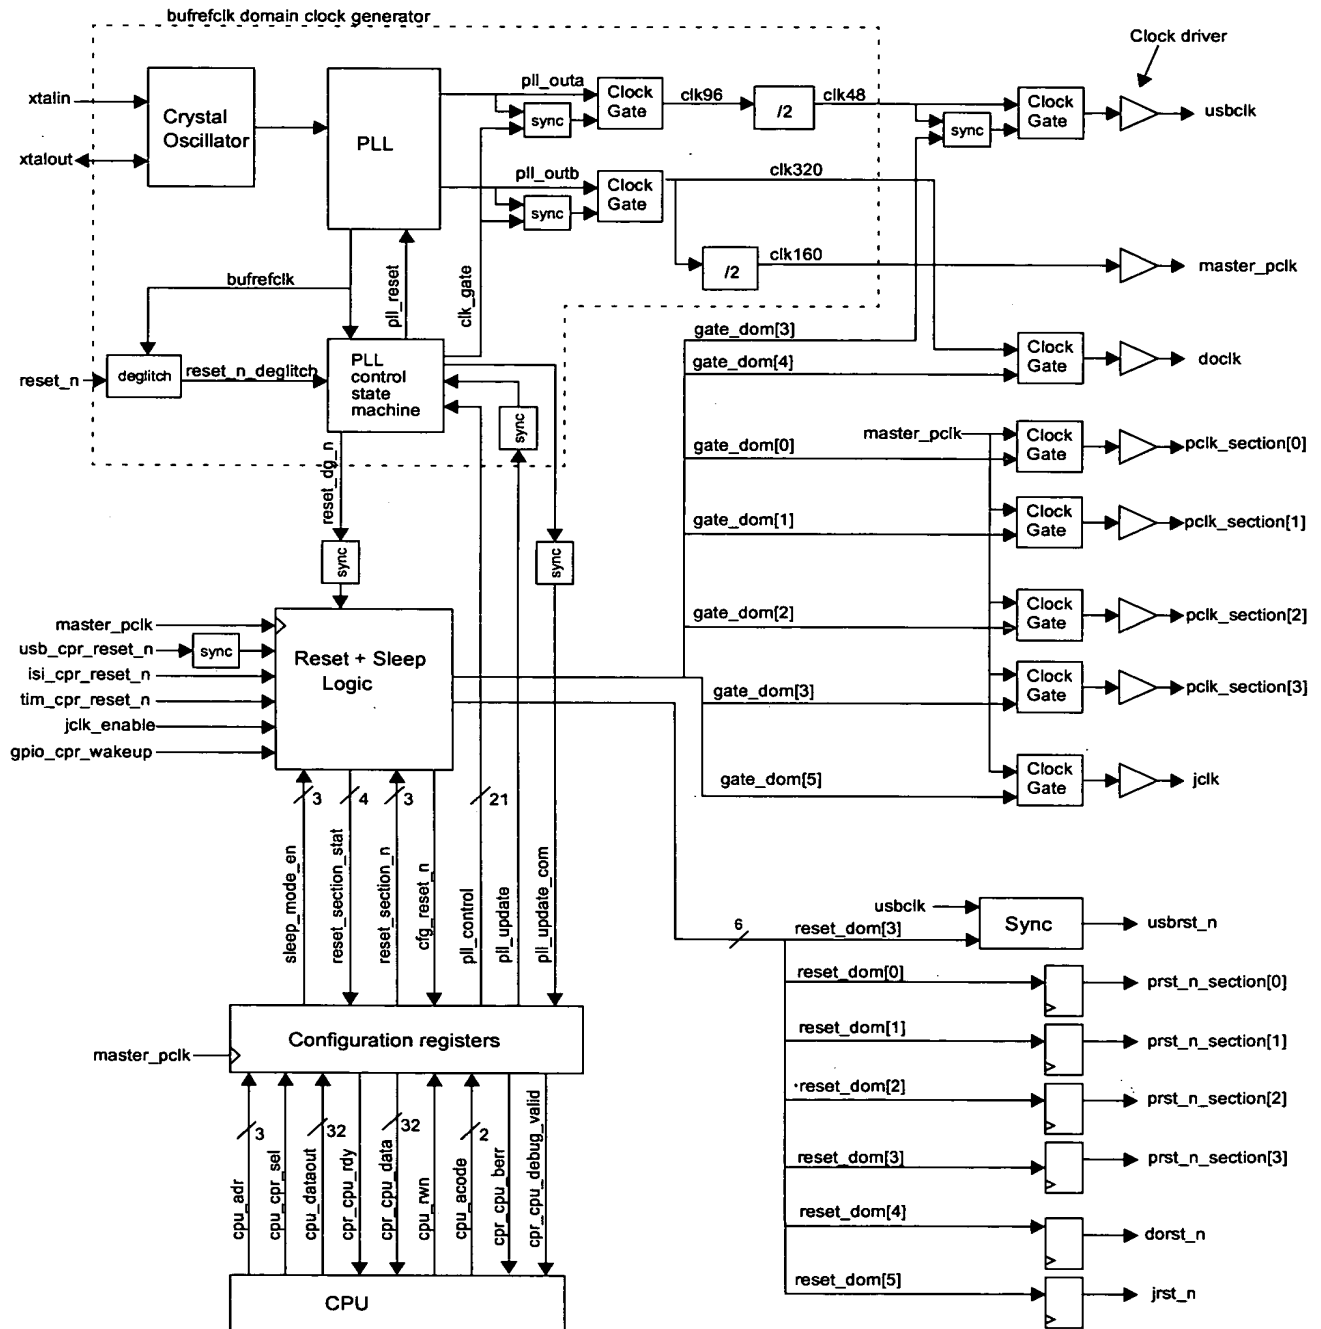 bufrefclk domain clock generator
Clock driver
xtalin
xtalout
Crystal
Oscillator
PLL
pll_outa
sync
Clock
Gate
clk96
/2
clk48
sync
Clock
Gate
usbclk
pll_outb
sync
Clock
Gate
clk320
/2
clk160
master_pclk
bufrefclk
pll_reset
clk_gate
reset_n
deglitch
reset_n_deglitch
PLL
control
state
machine
sync
reset_dg_n
sync
sync
gate_dom[3]
gate_dom[4]
Clock
Gate
doclk
master_pclk
gate_dom[0]
Clock
Gate
pclk_section[0]
gate_dom[1]
Clock
Gate
pclk_section[1]
gate_dom[2]
Clock
Gate
pclk_section[2]
gate_dom[3]
Clock
Gate
pclk_section[3]
gate_dom[5]
Clock
Gate
jclk
master_pclk
usb_cpr_reset_n
sync
isi_cpr_reset_n
tim_cpr_reset_n
jclk_enable
gpio_cpr_wakeup
Reset + Sleep
Logic
3
4
3
21
sleep_mode_en
reset_section_stat
reset_section_n
cfg_reset_n
pll_control
pll_update
pll_update_com
master_pclk
Configuration registers
3
32
32
2
cpu_adr
cpu_cpr_sel
cpu_dataout
cpr_cpu_rdy
cpr_cpu_data
cpu_rwn
cpu_acode
cpr_cpu_berr
cpr_cpu_debug_valid
CPU
6
usbclk
reset_dom[3]
Sync
usbrst_n
reset_dom[0]
prst_n_section[0]
reset_dom[1]
prst_n_section[1]
reset_dom[2]
prst_n_section[2]
reset_dom[3]
prst_n_section[3]
reset_dom[4]
dorst_n
reset_dom[5]
jrst_n